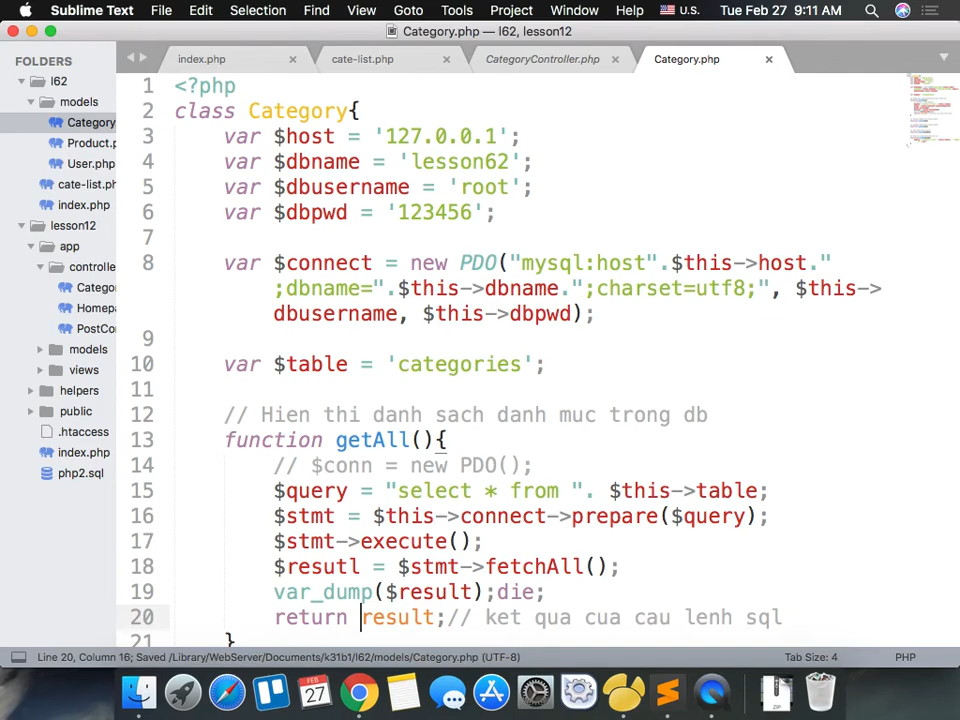 Sublime Text File Edit Selection Find Goto Tools Project Window Help U.S. Tue Feb 27 9:11 AM
Category.php — l62, lesson12
FOLDERS
l62
models
Category
Product.p
User.php
cate-list.ph
index.php
lesson12
app
controlle
Catego
Homepa
PostCo
models
views
helpers
public
.htaccess
index.php
php2.sql
index.php cate-list.php CategoryController.php Category.php
1 <?php
2 class Category{
3 var $host = '127.0.0.1';
4 var $dbname = 'lesson62';
5 var $dbusername = 'root';
6 var $dbpwd = '123456';
7
8 var $connect = new PDO("mysql:host".$this->host."
;dbname=".$this->dbname.";charset=utf8;", $this->
dbusername, $this->dbpwd);
9
10 var $table = 'categories';
11
12 // Hien thi danh sach danh muc trong db
13 function getAll(){
14 // $conn = new PDO();
15 $query = "select * from ". $this->table;
16 $stmt = $this->connect->prepare($query);
17 $stmt->execute();
18 $resutl = $stmt->fetchAll();
19 var_dump($result);die;
20 return result;// ket qua cua cau lenh sql
21 }
Line 20, Column 16; Saved /Library/WebServer/Documents/k31b1/l62/models/Category.php (UTF-8) Tab Size: 4 PHP
FEB
27
ZIP